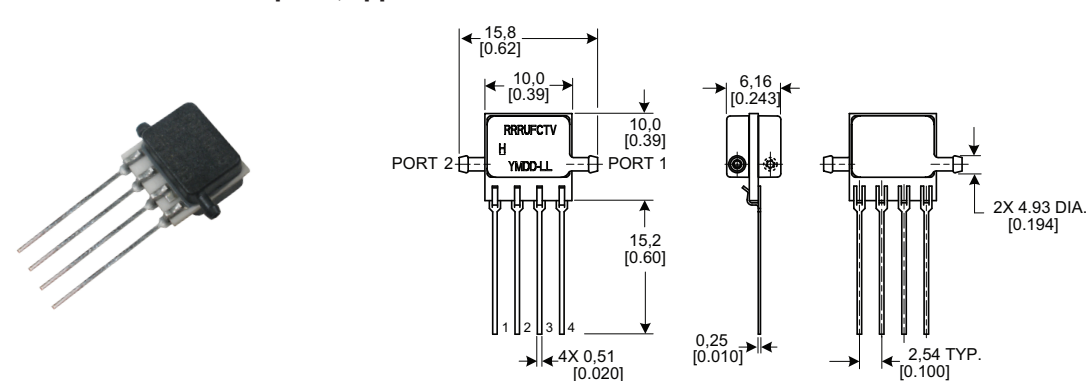 15,8
[0.62]
10,0
[0.39]
6,16
[0.243]
10,0
[0.39]
RRRUFCTV
H
YMDD-LL
PORT 2
PORT 1
2X 4.93 DIA.
[0.194]
15,2
[0.60]
1 2 3 4
0,25
[0.010]
4X 0,51
[0.020]
2,54 TYP.
[0.100]